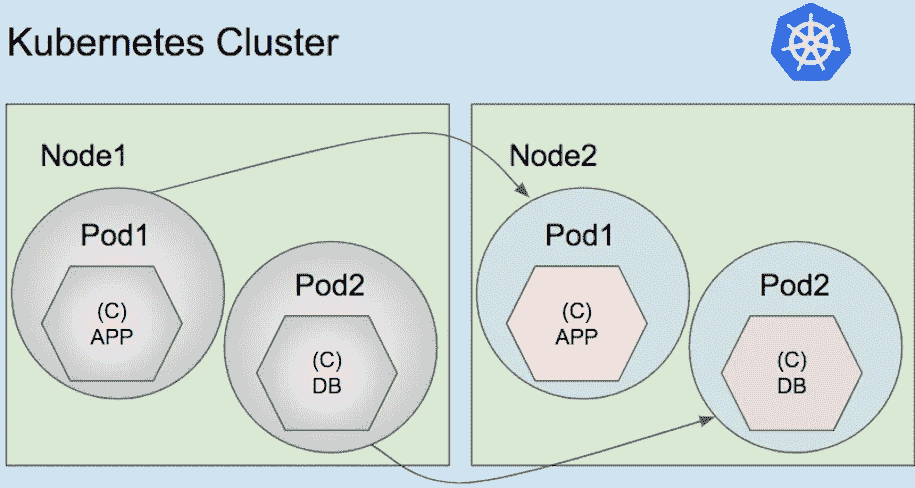 Kubernetes Cluster
Node1
Pod1
(C)
APP
Pod2
(C)
DB
Node2
Pod1
(C)
APP
Pod2
(C)
DB